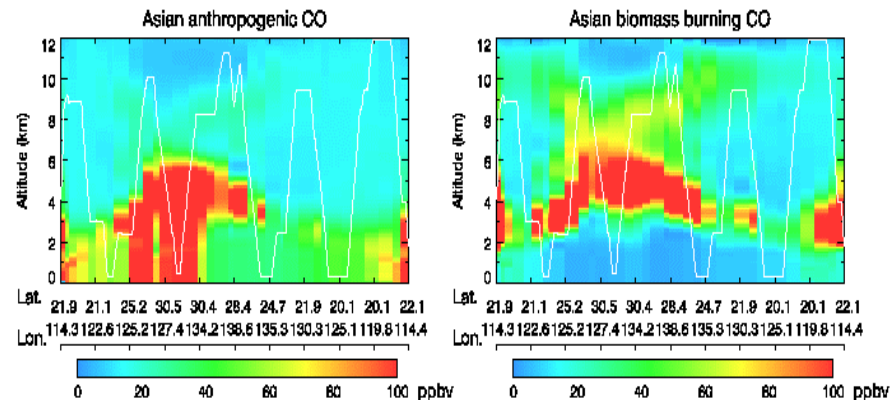 Asian anthropogenic CO
Altitude (km)
12
10
8
6
4
2
0
Lat. 21.9 21.1 25.2 30.5 30.4 28.4 24.7 21.9 20.1 20.1 22.1
Lon. 114.3 122.6 125.2 127.4 134.2 138.6 135.5 130.3 125.1 119.8 114.4
0 20 40 60 80 100 ppbv
Asian biomass burning CO
Altitude (km)
12
10
8
6
4
2
0
Lat. 21.9 21.1 25.2 30.5 30.4 28.4 24.7 21.9 20.1 20.1 22.1
Lon. 114.3 122.6 125.2 127.4 134.2 138.6 135.5 130.3 125.1 119.8 114.4
0 20 40 60 80 100 ppbv